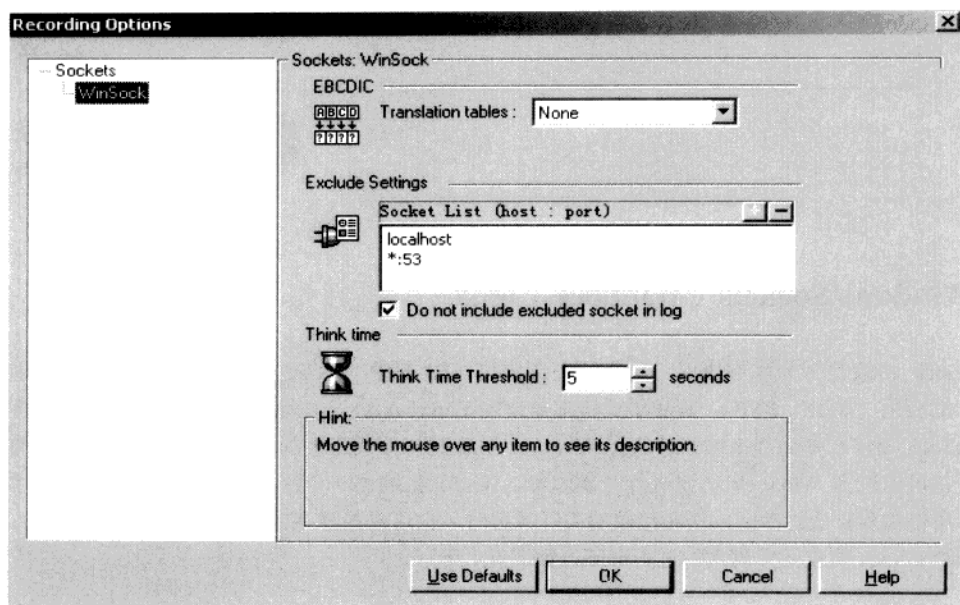 Recording Options
Sockets
WinSock
Sockets: WinSock
EBCDIC
ABCD
????
Translation tables :
None
Exclude Settings
Socket List (host : port)
localhost
*:53
Do not include excluded socket in log
Think time
Think Time Threshold :
5
seconds
Hint:
Move the mouse over any item to see its description.
Use Defaults
OK
Cancel
Help